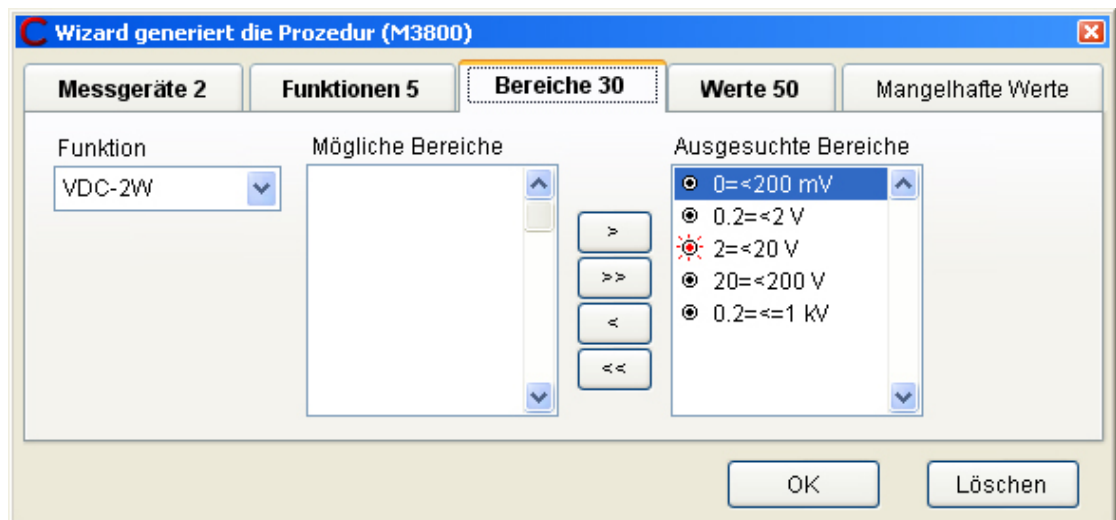 Wizard generiert die Prozedur (M3800)
Messgeräte 2
Funktionen 5
Bereiche 30
Werte 50
Mangelhafte Werte
Funktion
VDC-2W
Mögliche Bereiche
>
>>
<
<<
Ausgesuchte Bereiche
0=<200 mV
0.2=<2 V
2=<20 V
20=<200 V
0.2=<=1 kV
OK
Löschen